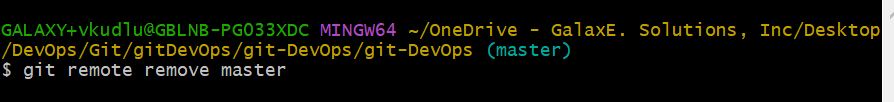 GALAXY+vkudlu@GBLNB-PG033XDC MINGW64 ~/OneDrive - GalaxE. Solutions, Inc/Desktop
/DevOps/Git/gitDevOps/git-DevOps/git-DevOps (master)
$ git remote remove master